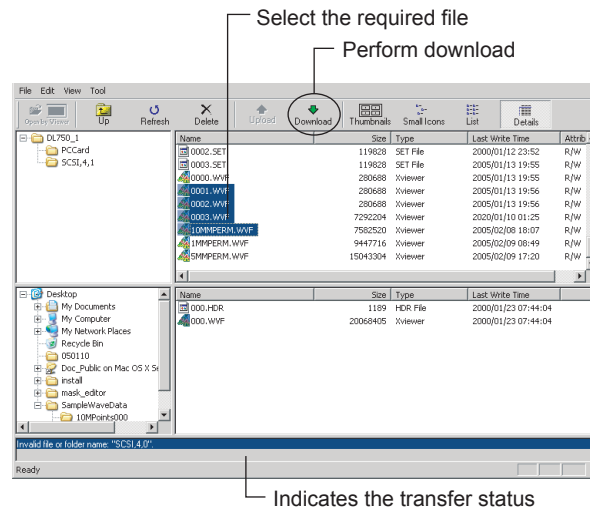 Select the required file
Perform download
File Edit View Tool
Open by Viewer Up Refresh Delete Upload Download Thumbnails Small Icons List Details
DL750_1
PCCard
SCSI,4,1
Name Size Type Last Write Time Attrib
0002.SET 119828 SET File 2000/01/12 23:52 R/W
0003.SET 119828 SET File 2005/01/13 19:55 R/W
0000.WVF 280688 Xviewer 2005/01/13 19:55 R/W
0001.WVF 280688 Xviewer 2005/01/13 19:56 R/W
0002.WVF 280688 Xviewer 2005/01/13 19:56 R/W
0003.WVF 7292204 Xviewer 2020/01/10 01:25 R/W
10MMPERM.WVF 7582520 Xviewer 2005/02/08 18:07 R/W
1MMPERM.WVF 9447716 Xviewer 2005/02/09 08:49 R/W
5MMPERM.WVF 15043304 Xviewer 2005/02/09 17:20 R/W
Desktop
My Documents
My Computer
My Network Places
Recycle Bin
050110
Doc_Public on Mac OS X Se
install
mask_editor
SampleWaveData
10MPoints000
Name Size Type Last Write Time
000.HDR 1189 HDR File 2000/01/23 07:44:04
000.WVF 20068405 Xviewer 2000/01/23 07:44:04
Invalid file or folder name: "SCSI,4,0".
Ready
Indicates the transfer status